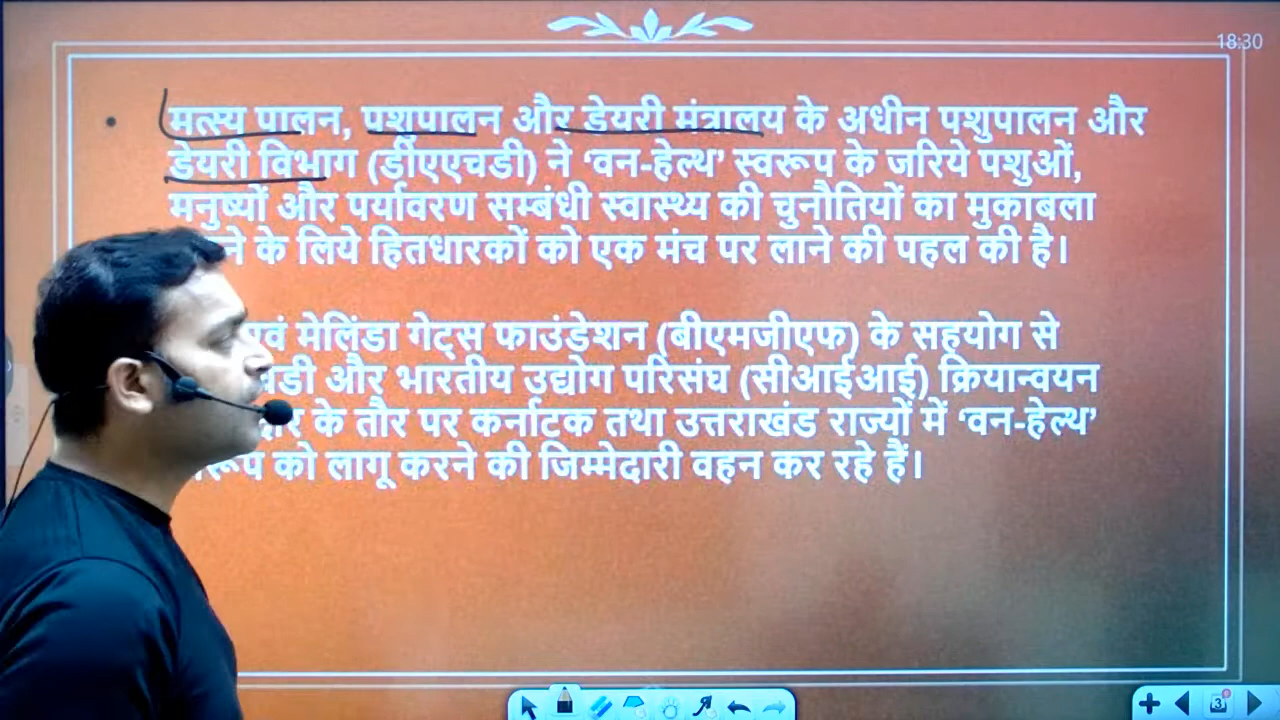 18:30
मत्स्य पालन, पशुपालन और डेयरी मंत्रालय के अधीन पशुपालन और
डेयरी विभाग (डीएएचडी) ने ‘वन-हेल्थ’ स्वरूप के जरिये पशुओं,
मनुष्यों और पर्यावरण सम्बंधी स्वास्थ्य की चुनौतियों का मुकाबला
के लिये हितधारकों को एक मंच पर लाने की पहल की है।
मेलिंडा गेट्स फाउंडेशन (बीएमजीएफ) के सहयोग से
और भारतीय उद्योग परिसंघ (सीआईआई) क्रियान्वयन
के तौर पर कर्नाटक तथा उत्तराखंड राज्यों में ‘वन-हेल्थ’
को लागू करने की जिम्मेदारी वहन कर रहे हैं।